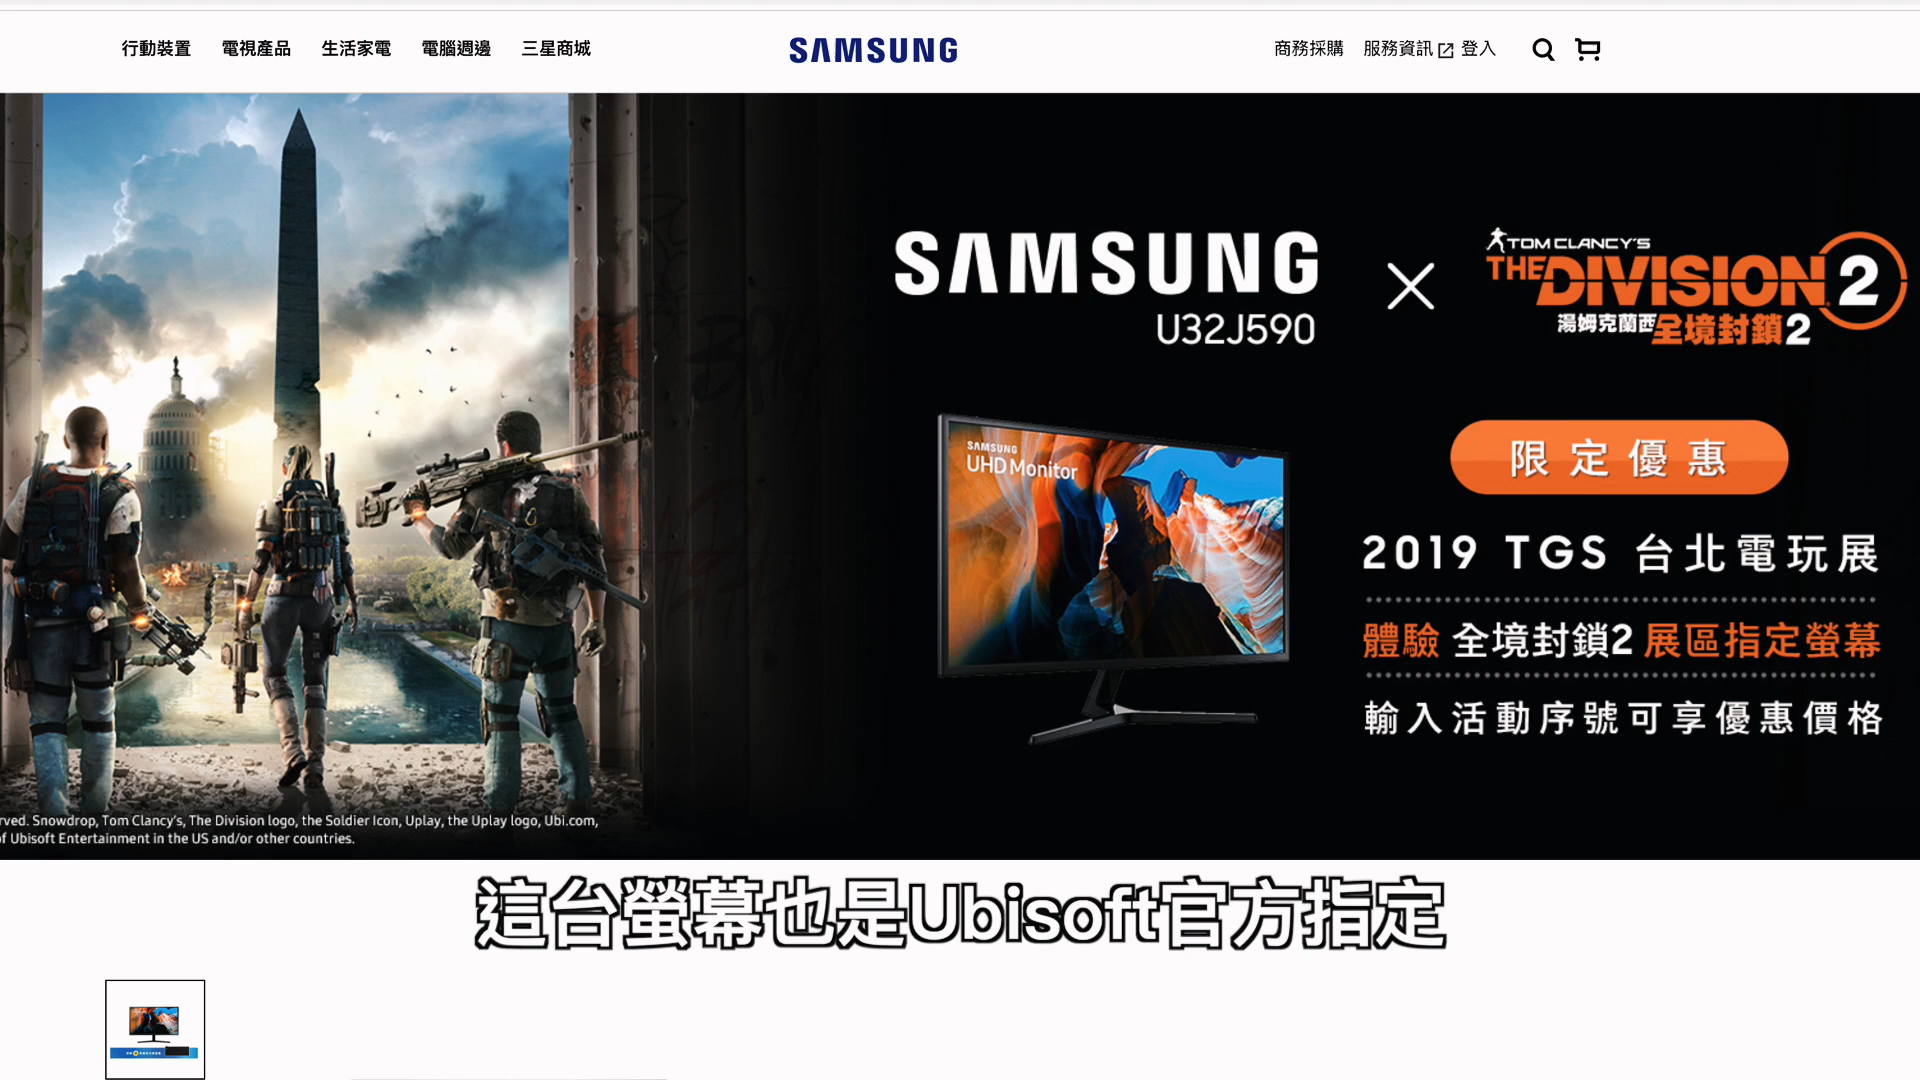 行動裝置 電視產品 生活家電 電腦週邊 三星商城 SAMSUNG 商務採購 服務資訊 登入
SAMSUNG
U32J590
TOM CLANCY'S
THE DIVISION 2
湯姆克蘭西全境封鎖2
SAMSUNG
UHD Monitor
限定優惠
2019 TGS 台北電玩展
體驗 全境封鎖2 展區指定螢幕
輸入活動序號可享優惠價格
rved. Snowdrop, Tom Clancy's, The Division logo, the Soldier Icon, Uplay, the Uplay logo, Ubi.com,
of Ubisoft Entertainment in the US and/or other countries.
這台螢幕也是Ubisoft官方指定